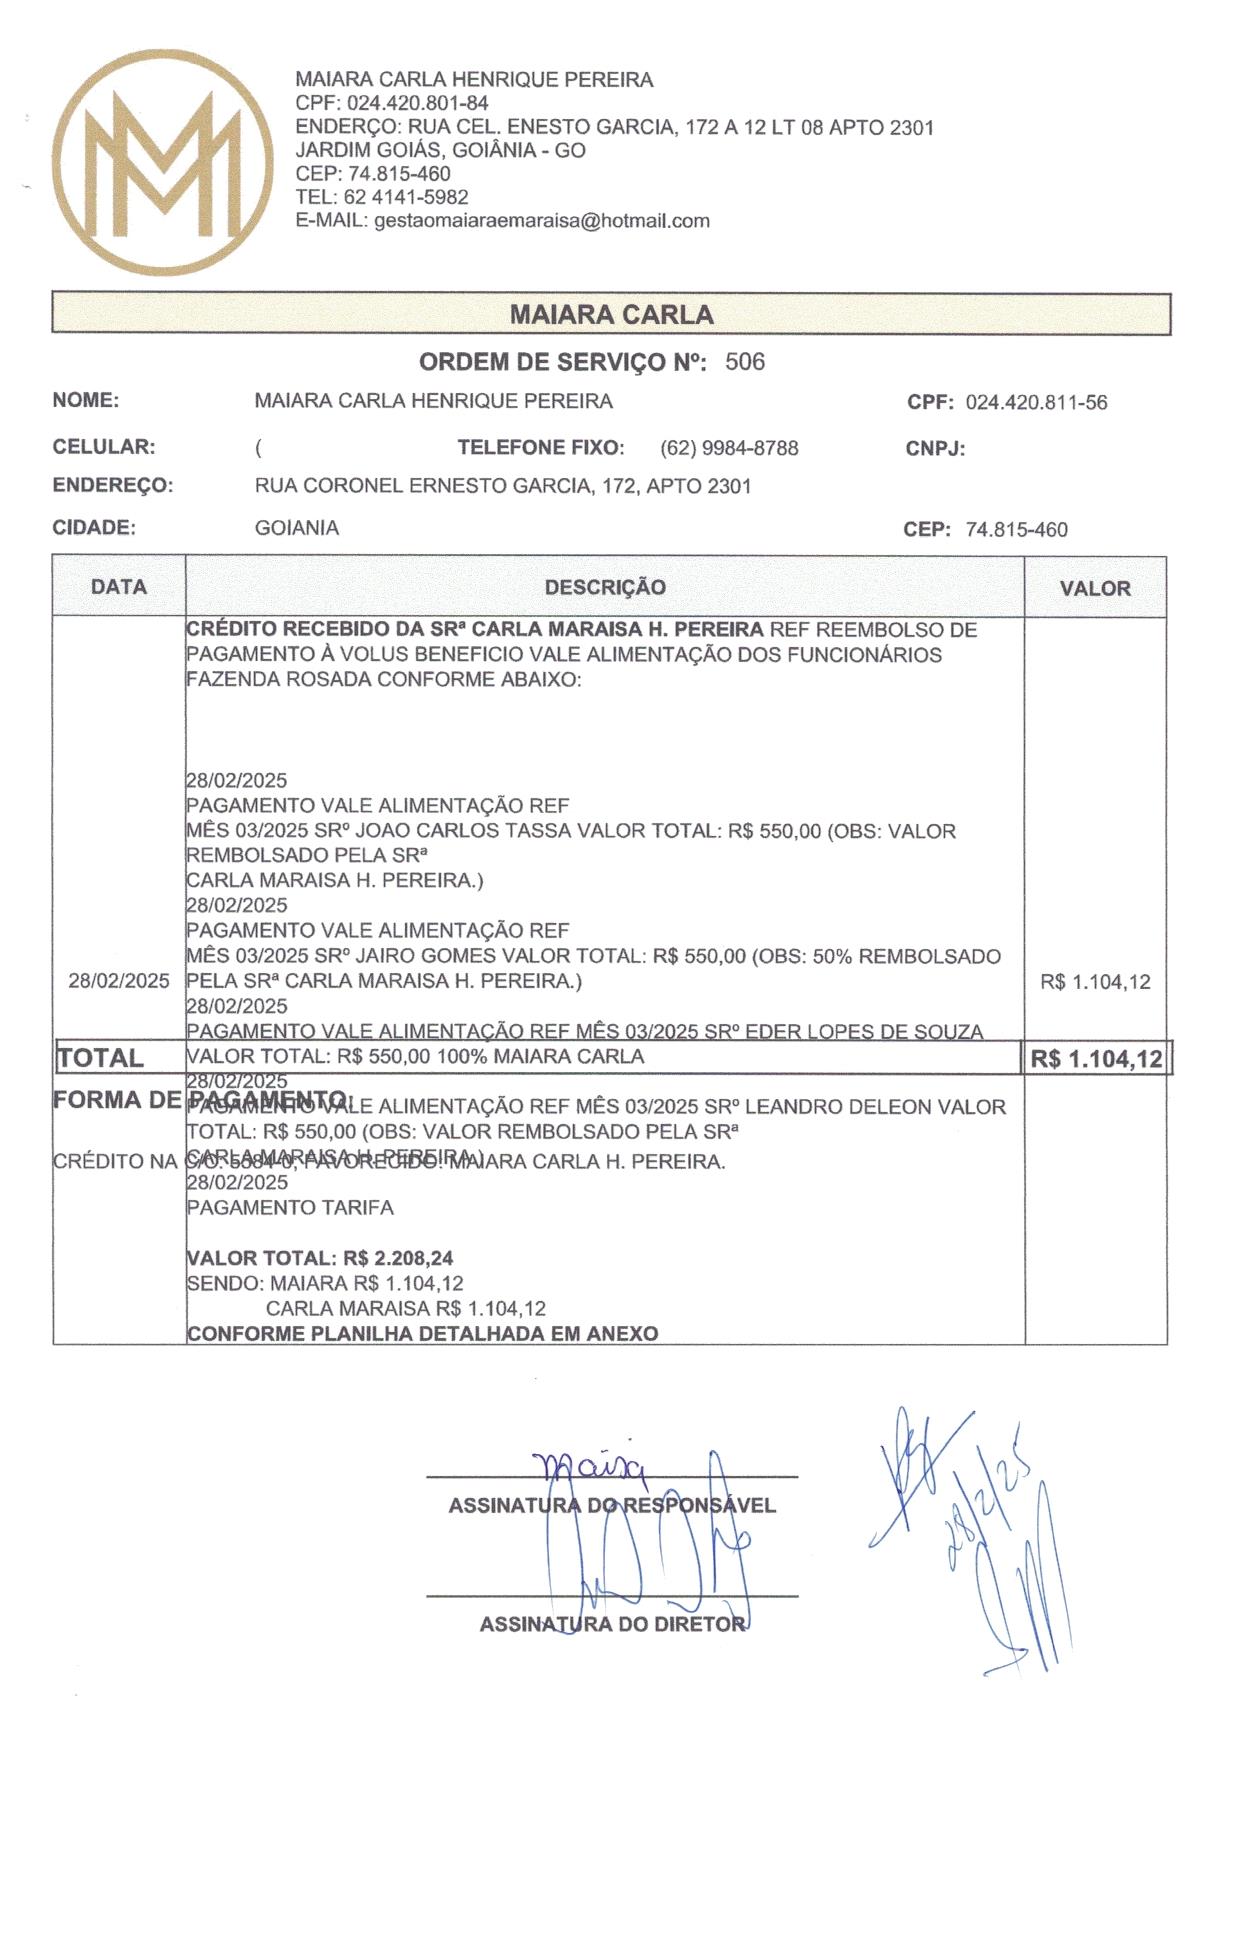 MAIARA CARLA HENRIQUE PEREIRA
CPF: 024.420.801-84
ENDERÇO: RUA CEL. ENESTO GARCIA, 172 A 12 LT 08 APTO 2301
JARDIM GOIÁS, GOIÂNIA - GO
CEP: 74.815-460
TEL: 62 4141-5982
E-MAIL: gestaomaiaraemaraisa@hotmail.com
MAIARA CARLA
ORDEM DE SERVIÇO Nº: 506
NOME: MAIARA CARLA HENRIQUE PEREIRA CPF: 024.420.811-56
CELULAR: ( TELEFONE FIXO: (62) 9984-8788 CNPJ:
ENDEREÇO: RUA CORONEL ERNESTO GARCIA, 172, APTO 2301
CIDADE: GOIANIA CEP: 74.815-460
DATA DESCRIÇÃO VALOR
CRÉDITO RECEBIDO DA SRª CARLA MARAISA H. PEREIRA REF REEMBOLSO DE
PAGAMENTO À VOLUS BENEFICIO VALE ALIMENTAÇÃO DOS FUNCIONÁRIOS
FAZENDA ROSADA CONFORME ABAIXO:
28/02/2025
PAGAMENTO VALE ALIMENTAÇÃO REF
MÊS 03/2025 SRº JOAO CARLOS TASSA VALOR TOTAL: R$ 550,00 (OBS: VALOR
REMBOLSADO PELA SRª
CARLA MARAISA H. PEREIRA.)
28/02/2025
PAGAMENTO VALE ALIMENTAÇÃO REF
MÊS 03/2025 SRº JAIRO GOMES VALOR TOTAL: R$ 550,00 (OBS: 50% REMBOLSADO
28/02/2025 PELA SRª CARLA MARAISA H. PEREIRA.) R$ 1.104,12
28/02/2025
PAGAMENTO VALE ALIMENTAÇÃO REF MÊS 03/2025 SRº EDER LOPES DE SOUZA
VALOR TOTAL: R$ 550,00 100% MAIARA CARLA
TOTAL R$ 1.104,12
28/02/2025
FORMA DE PAGAMENTO:
PAGAMENTO VALE ALIMENTAÇÃO REF MÊS 03/2025 SRº LEANDRO DELEON VALOR
TOTAL: R$ 550,00 (OBS: VALOR REMBOLSADO PELA SRª
CARLA MARAISA H. PEREIRA.)
CRÉDITO NA C/C: 5584-0, FAVORECIDO: MAIARA CARLA H. PEREIRA.
28/02/2025
PAGAMENTO TARIFA
VALOR TOTAL: R$ 2.208,24
SENDO: MAIARA R$ 1.104,12
CARLA MARAISA R$ 1.104,12
CONFORME PLANILHA DETALHADA EM ANEXO
Maisa
ASSINATURA DO RESPONSÁVEL
28/2/25
ASSINATURA DO DIRETOR